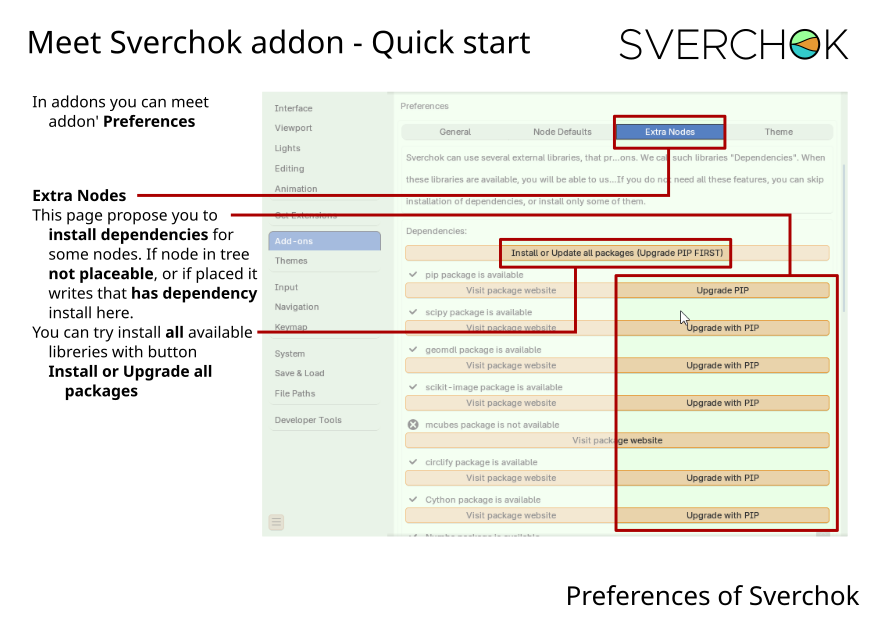 Meet Sverchok addon - Quick start
SVERCHOK
In addons you can meet
addon' Preferences
Extra Nodes
This page propose you to
install dependencies for
some nodes. If node in tree
not placeable, or if placed it
writes that has dependency
install here.
You can try install all available
libreries with button
Install or Upgrade all
packages
Interface
Viewport
Lights
Editing
Animation
Get Extensions
Add-ons
Themes
Input
Navigation
Keymap
System
Save & Load
File Paths
Developer Tools
Preferences
General
Node Defaults
Extra Nodes
Theme
Sverchok can use several external libraries, that pr...ons. We call such libraries "Dependencies". When
these libraries are available, you will be able to us...If you do not need all these features, you can skip
installation of dependencies, or install only some of them.
Dependencies:
Install or Update all packages (Upgrade PIP FIRST)
pip package is available
Visit package website
Upgrade PIP
scipy package is available
Visit package website
Upgrade with PIP
geomdl package is available
Visit package website
Upgrade with PIP
scikit-image package is available
Visit package website
Upgrade with PIP
mcubes package is not available
Visit package website
circlify package is available
Visit package website
Upgrade with PIP
Cython package is available
Visit package website
Upgrade with PIP
Preferences of Sverchok